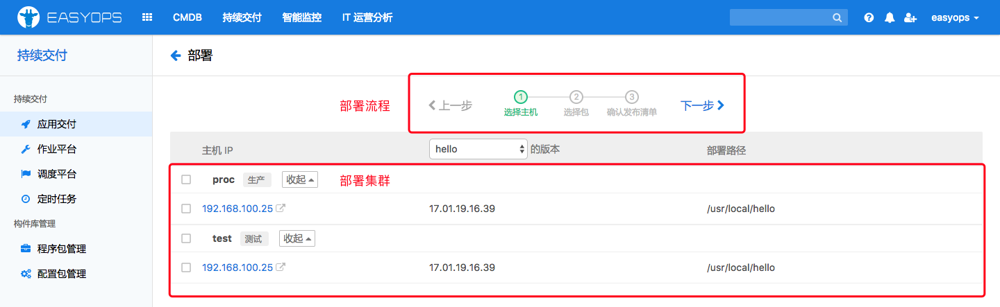 EASYOPS CMDB 持续交付 智能监控 IT 运营分析 easyops
持续交付
部署
持续交付
应用交付
作业平台
调度平台
定时任务
构件库管理
程序包管理
配置包管理
部署流程
上一步
1 2 3
选择主机 选择包 确认发布清单
下一步
主机 IP hello 的版本 部署路径
proc 生产 收起 部署集群
192.168.100.25 17.01.19.16.39 /usr/local/hello
test 测试 收起
192.168.100.25 17.01.19.16.39 /usr/local/hello